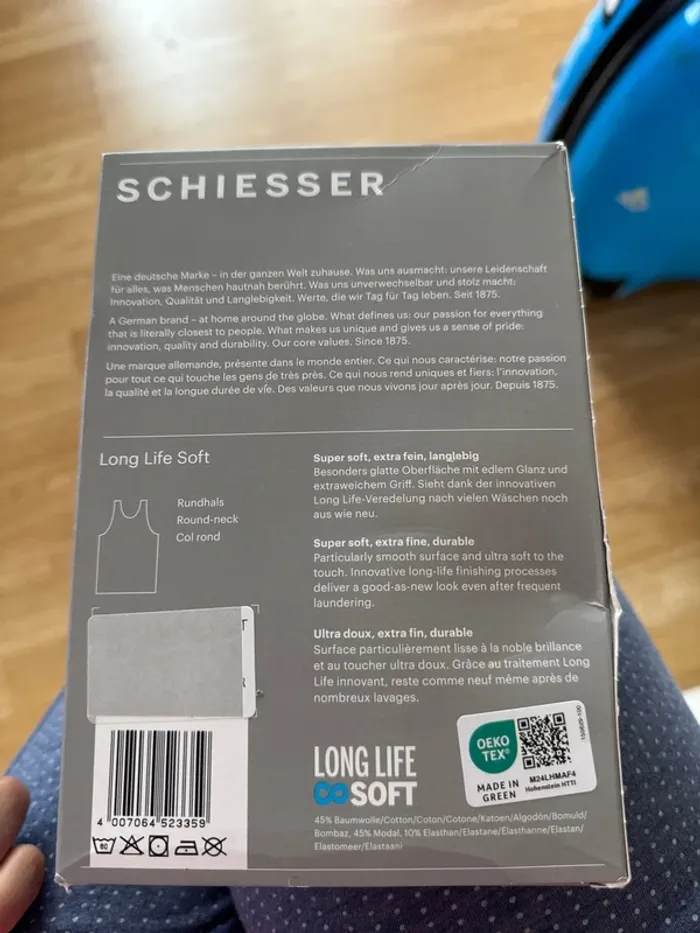 SCHIESSER
Eine deutsche Marke – in der ganzen Welt zuhause. Was uns ausmacht: unsere Leidenschaft
für alles, was Menschen hautnah berührt. Was uns unverwechselbar und stolz macht:
Innovation, Qualität und Langlebigkeit. Werte, die wir Tag für Tag leben. Seit 1875.
A German brand – at home around the globe. What defines us: our passion for everything
that is literally closest to people. What makes us unique and gives us a sense of pride:
innovation, quality and durability. Our core values. Since 1875.
Une marque allemande, présente dans le monde entier. Ce qui nous caractérise: notre passion
pour tout ce qui touche les gens de très près. Ce qui nous rend uniques et fiers: l'innovation,
la qualité et la longue durée de vie. Des valeurs que nous vivons jour après jour. Depuis 1875.
Long Life Soft
Rundhals
Round-neck
Col rond
Super soft, extra fein, langlebig
Besonders glatte Oberfläche mit edlem Glanz und
extraweichem Griff. Sieht dank der innovativen
Long Life-Veredelung nach vielen Wäschen noch
aus wie neu.
Super soft, extra fine, durable
Particularly smooth surface and ultra soft to the
touch. Innovative long-life finishing processes
deliver a good-as-new look even after frequent
laundering.
Ultra doux, extra fin, durable
Surface particulièrement lisse à la noble brillance
et au toucher ultra doux. Grâce au traitement Long
Life innovant, reste comme neuf même après de
nombreux lavages.
4 007064 523359
60
LONG LIFE
SOFT
OEKO
TEX®
MADE IN
GREEN
M24LHMAF4
Hohenstein HTTI
155629-100
45% Baumwolle/Cotton/Coton/Cotone/Katoen/Algodón/Bomuld/
Bombaz, 45% Modal, 10% Elasthan/Elastane/Élasthanne/Elastan/
Elastomeer/Elastaani